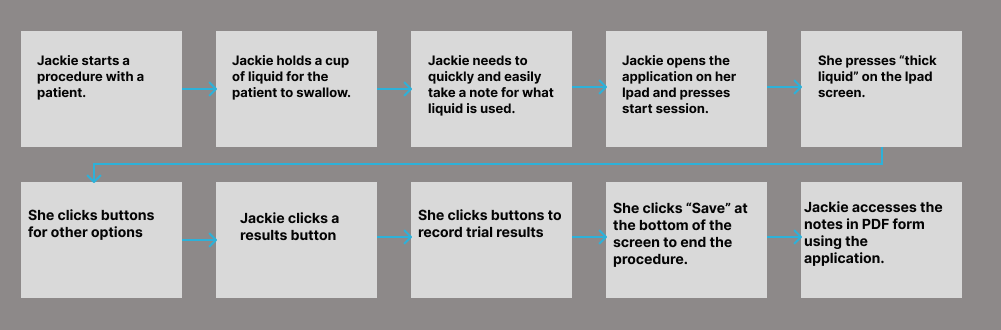 Jackie starts a
procedure with a
patient.
Jackie holds a cup
of liquid for the
patient to swallow.
Jackie needs to
quickly and easily
take a note for what
liquid is used.
Jackie opens the
application on her
Ipad and presses
start session.
She presses “thick
liquid” on the Ipad
screen.
She clicks buttons
for other options
Jackie clicks a
results button
She clicks buttons to
record trial results
She clicks “Save” at
the bottom of the
screen to end the
procedure.
Jackie accesses the
notes in PDF form
using the
application.